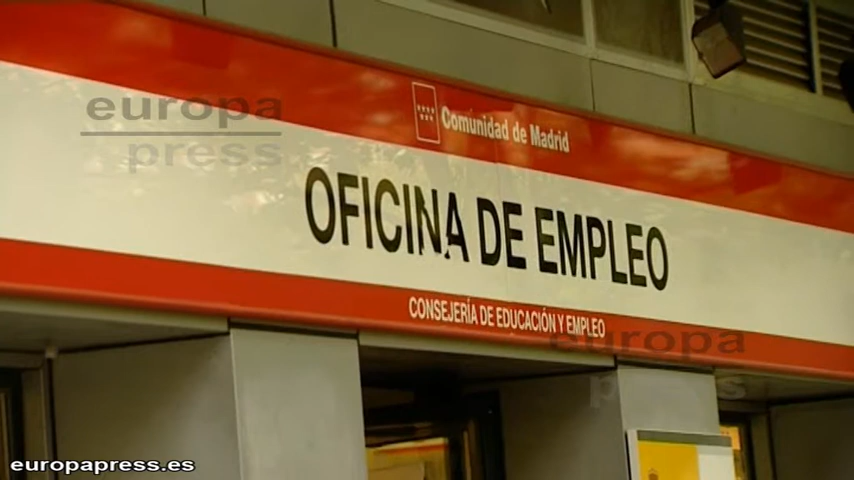 europa
press
Comunidad de Madrid
OFICINA DE EMPLEO
CONSEJERÍA DE EDUCACIÓN Y EMPLEO
europa
press
europapress.es